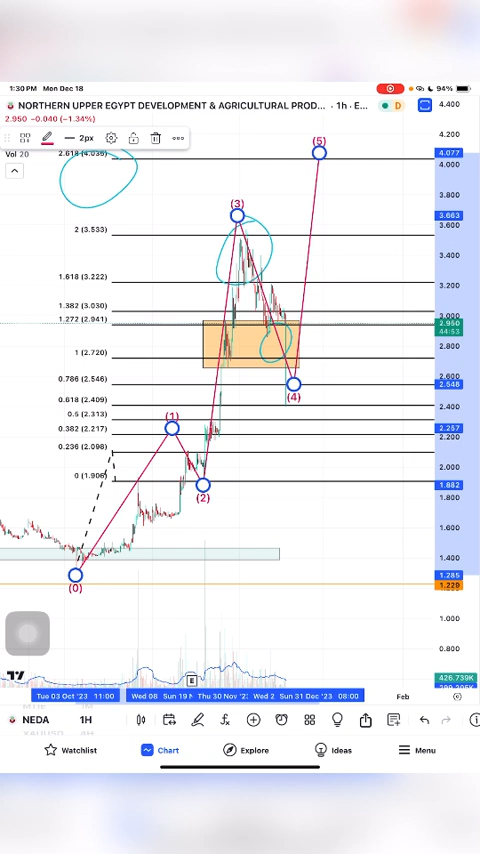 1:30 PM Mon Dec 18
94%
NORTHERN UPPER EGYPT DEVELOPMENT & AGRICULTURAL PROD... · 1h · E...
D
2.950 −0.040 (−1.34%)
2px
Vol 20
2.618 (4.039)
2 (3.533)
1.618 (3.222)
1.382 (3.030)
1.272 (2.941)
1 (2.720)
0.786 (2.546)
0.618 (2.409)
0.5 (2.313)
0.382 (2.217)
0.236 (2.098)
0 (1.906)
(0)
(1)
(2)
(3)
(4)
(5)
4.400
4.200
4.077
4.000
3.800
3.663
3.600
3.400
3.200
3.000
2.950
44:53
2.800
2.600
2.548
2.400
2.257
2.200
2.000
1.882
1.800
1.600
1.400
1.285
1.229
1.000
0.800
426.739K
E
Tue 03 Oct '23 11:00
Wed 08
Sun 19 N
Thu 30 Nov '23
Wed 2
Sun 31 Dec '23 08:00
Feb
NEDA
1H
Watchlist
Chart
Explore
Ideas
Menu